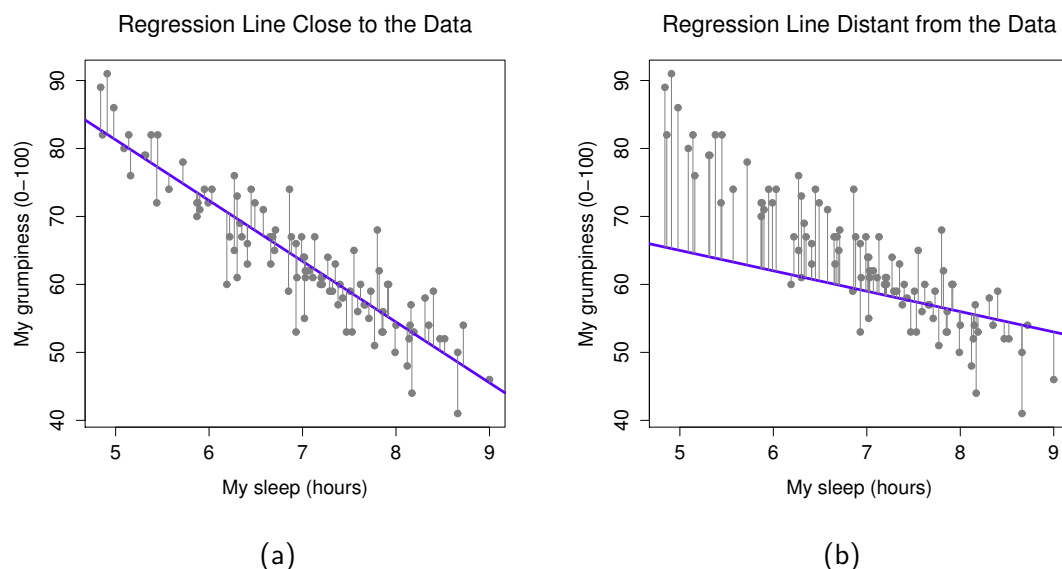 Regression Line Close to the Data
90
80
70
60
50
40
My grumpiness (0−100)
5 6 7 8 9
My sleep (hours)
(a)
Regression Line Distant from the Data
90
80
70
60
50
40
My grumpiness (0−100)
5 6 7 8 9
My sleep (hours)
(b)